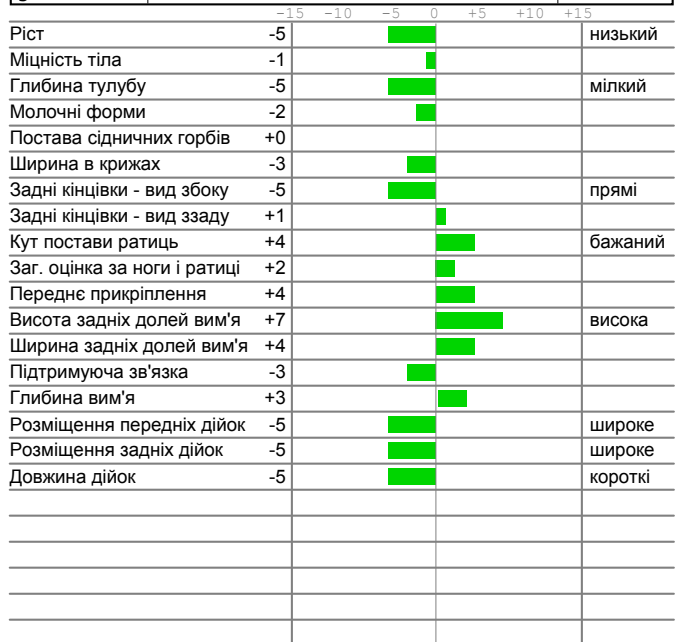 -15 -10 -5 0 +5 +10 +15
Ріст -5 низький
Міцність тіла -1
Глибина тулубу -5 мілкий
Молочні форми -2
Постава сідничних горбів +0
Ширина в крижах -3
Задні кінцівки - вид збоку -5 прямі
Задні кінцівки - вид ззаду +1
Кут постави ратиць +4 бажаний
Заг. оцінка за ноги і ратиці +2
Переднє прикріплення +4
Висота задніх долей вим'я +7 висока
Ширина задніх долей вим'я +4
Підтримуюча зв'язка -3
Глибина вим'я +3
Розміщення передніх дійок -5 широке
Розміщення задніх дійок -5 широке
Довжина дійок -5 короткі